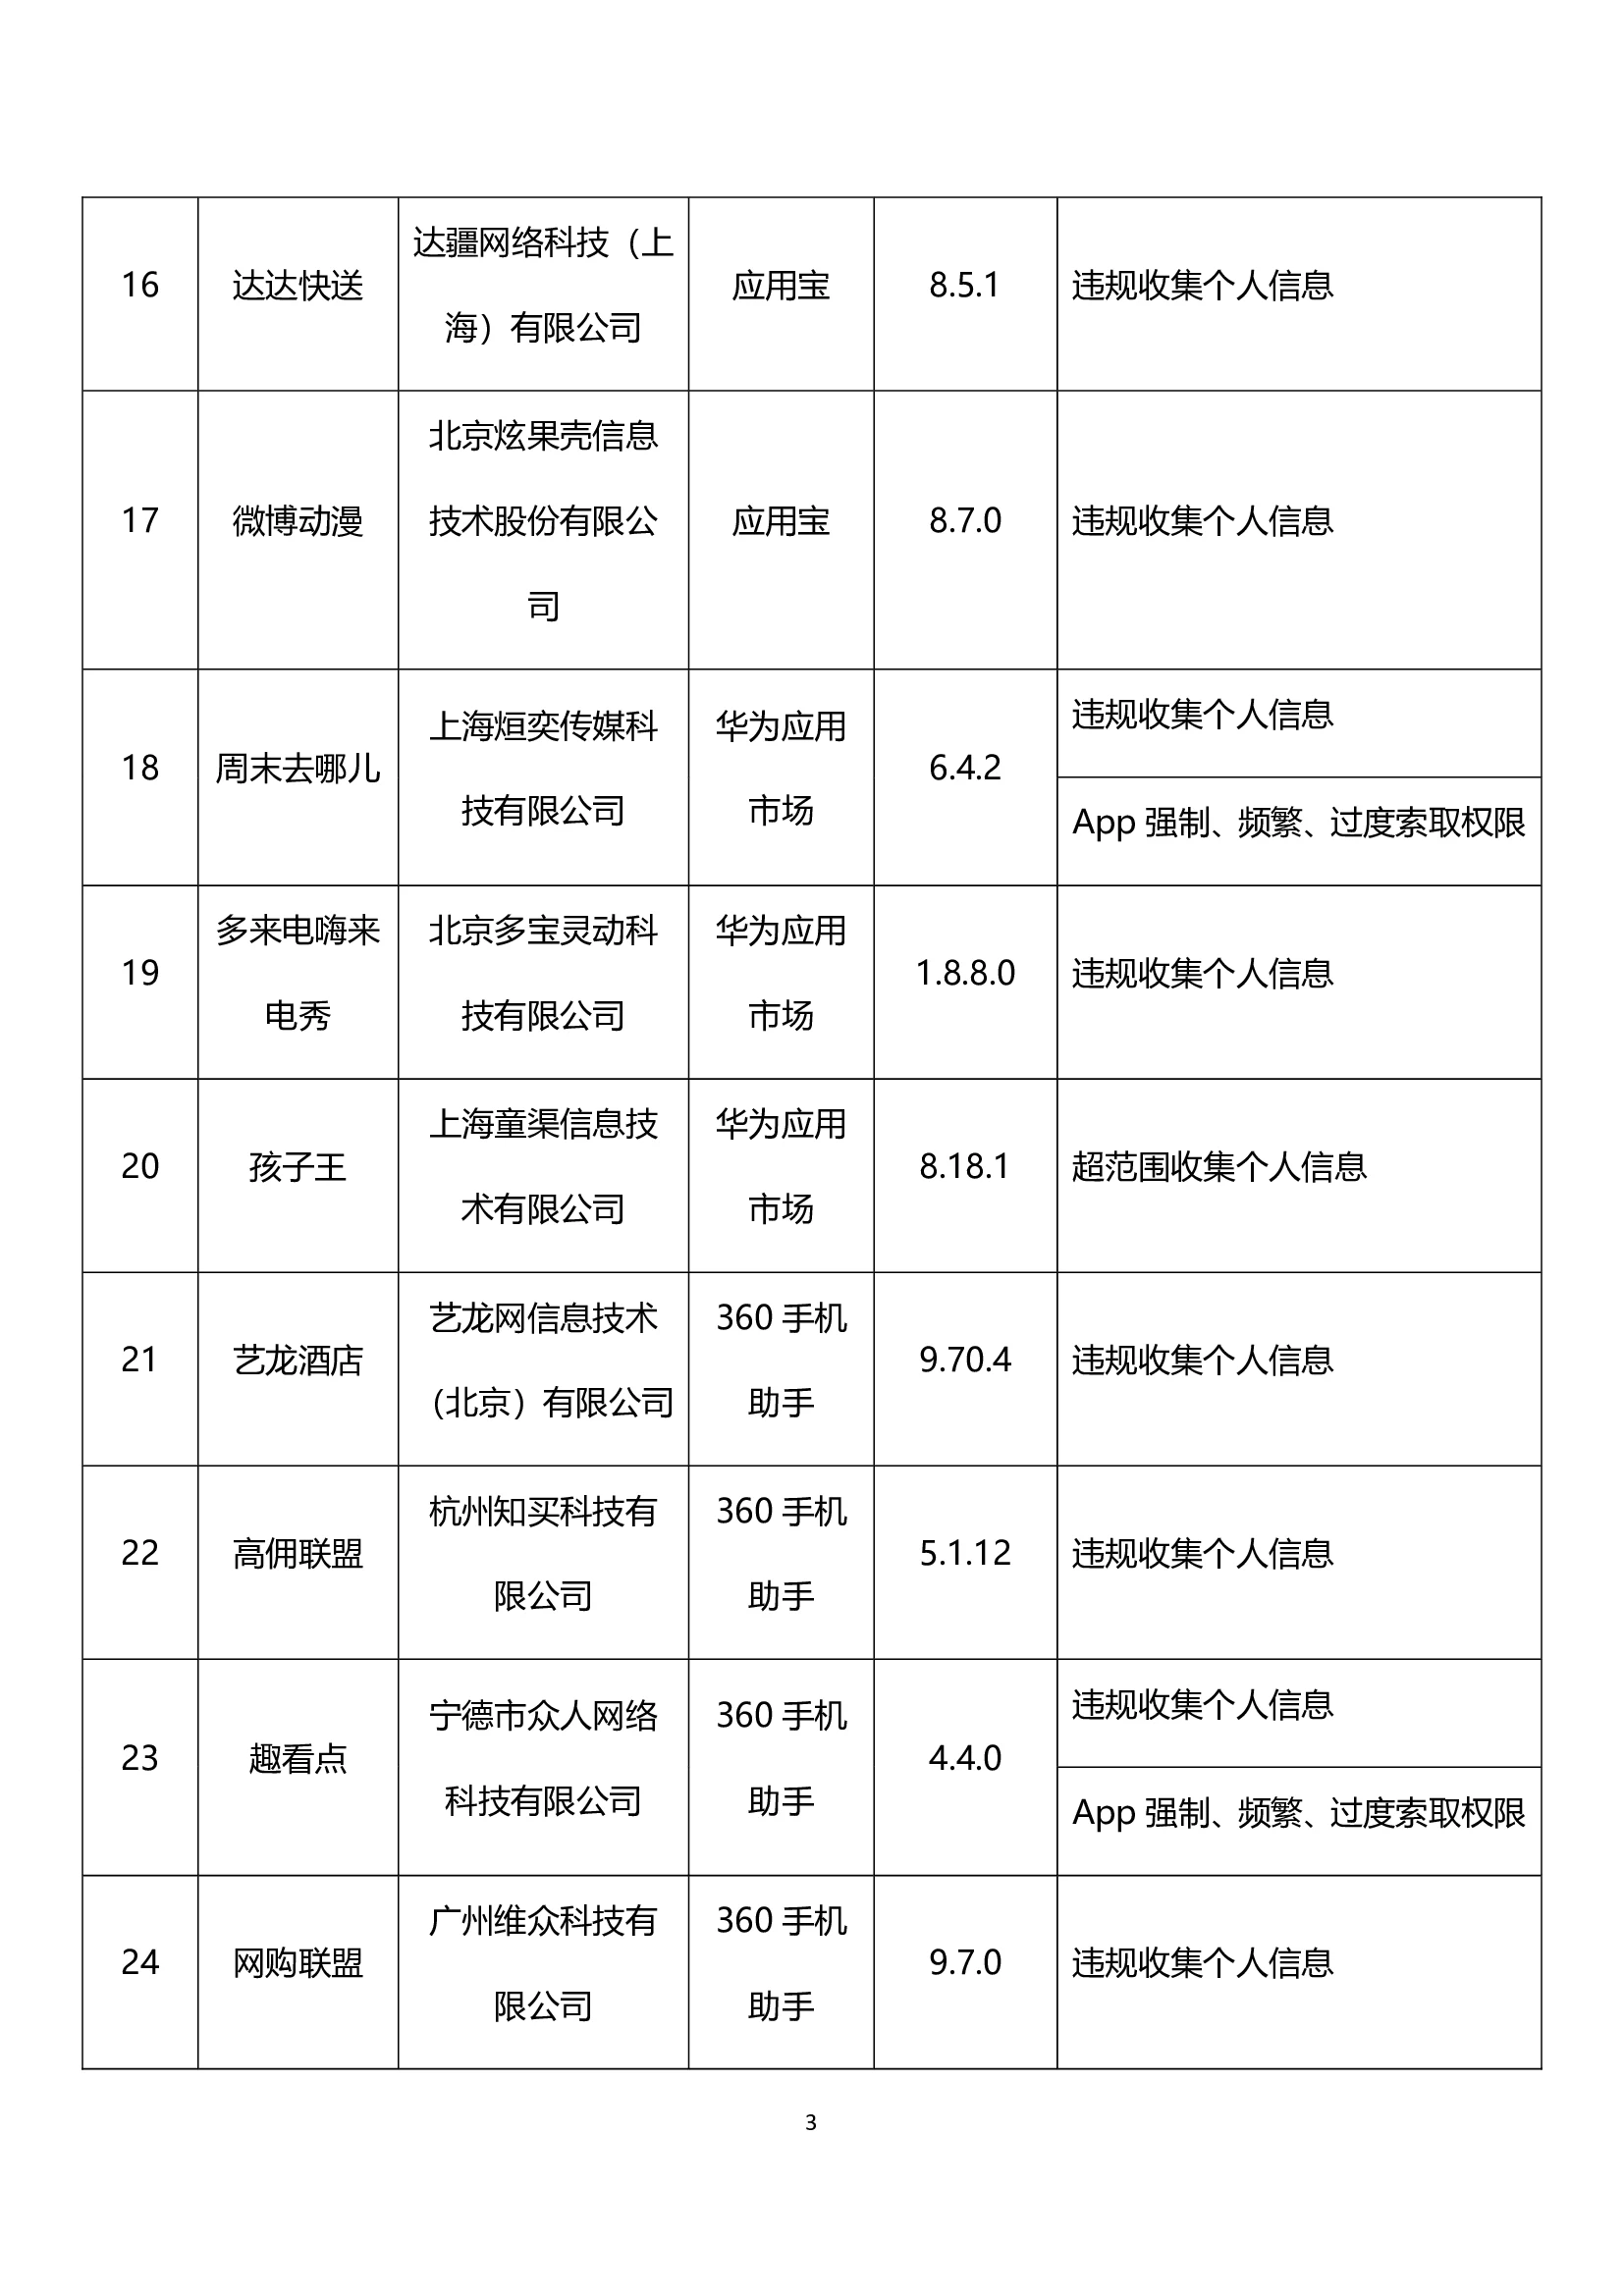 16
达达快送
达疆网络科技（上
海）有限公司
应用宝
8.5.1
违规收集个人信息
17
微博动漫
北京炫果壳信息
技术股份有限公
司
应用宝
8.7.0
违规收集个人信息
18
周末去哪儿
上海烜奕传媒科
技有限公司
华为应用
市场
6.4.2
违规收集个人信息
App 强制、频繁、过度索取权限
19
多来电嗨来
电秀
北京多宝灵动科
技有限公司
华为应用
市场
1.8.8.0
违规收集个人信息
20
孩子王
上海童渠信息技
术有限公司
华为应用
市场
8.18.1
超范围收集个人信息
21
艺龙酒店
艺龙网信息技术
（北京）有限公司
360 手机
助手
9.70.4
违规收集个人信息
22
高佣联盟
杭州知买科技有
限公司
360 手机
助手
5.1.12
违规收集个人信息
23
趣看点
宁德市众人网络
科技有限公司
360 手机
助手
4.4.0
违规收集个人信息
App 强制、频繁、过度索取权限
24
网购联盟
广州维众科技有
限公司
360 手机
助手
9.7.0
违规收集个人信息
3